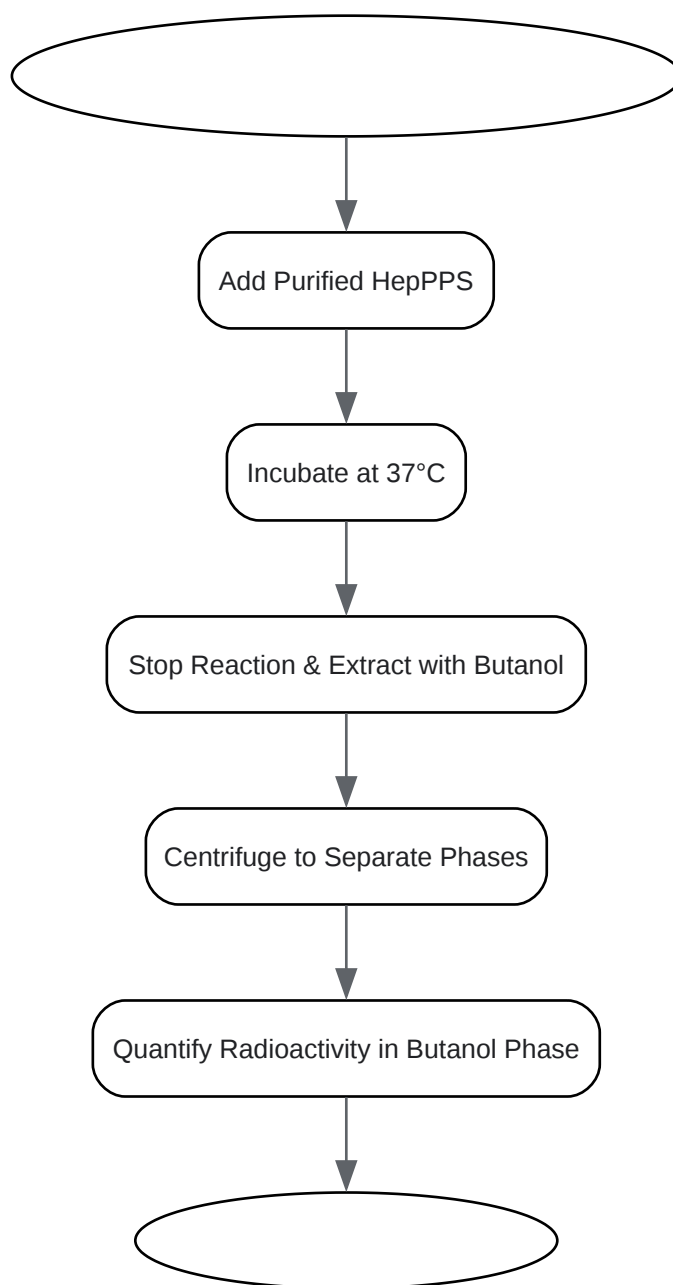 Add Purified HepPPS
Incubate at 37°C
Stop Reaction & Extract with Butanol
Centrifuge to Separate Phases
Quantify Radioactivity in Butanol Phase